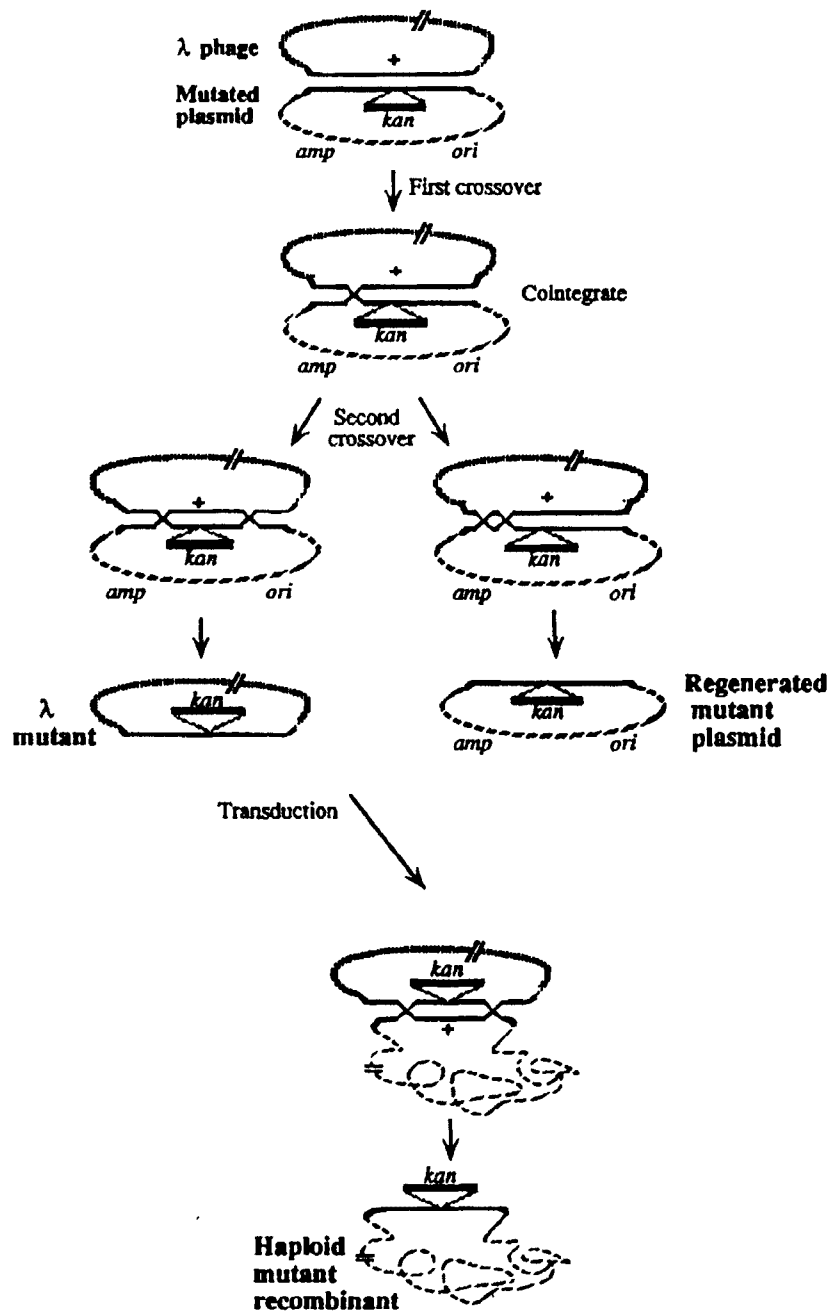 λ phage
+
Mutated
plasmid
kan
amp ori
First crossover
+
Cointegrate
kan
amp ori
Second
crossover
+ +
kan kan
amp ori amp ori
kan
λ
mutant
Regenerated
mutant
plasmid
kan
amp ori
Transduction
kan
+
kan
Haploid
mutant
recombinant